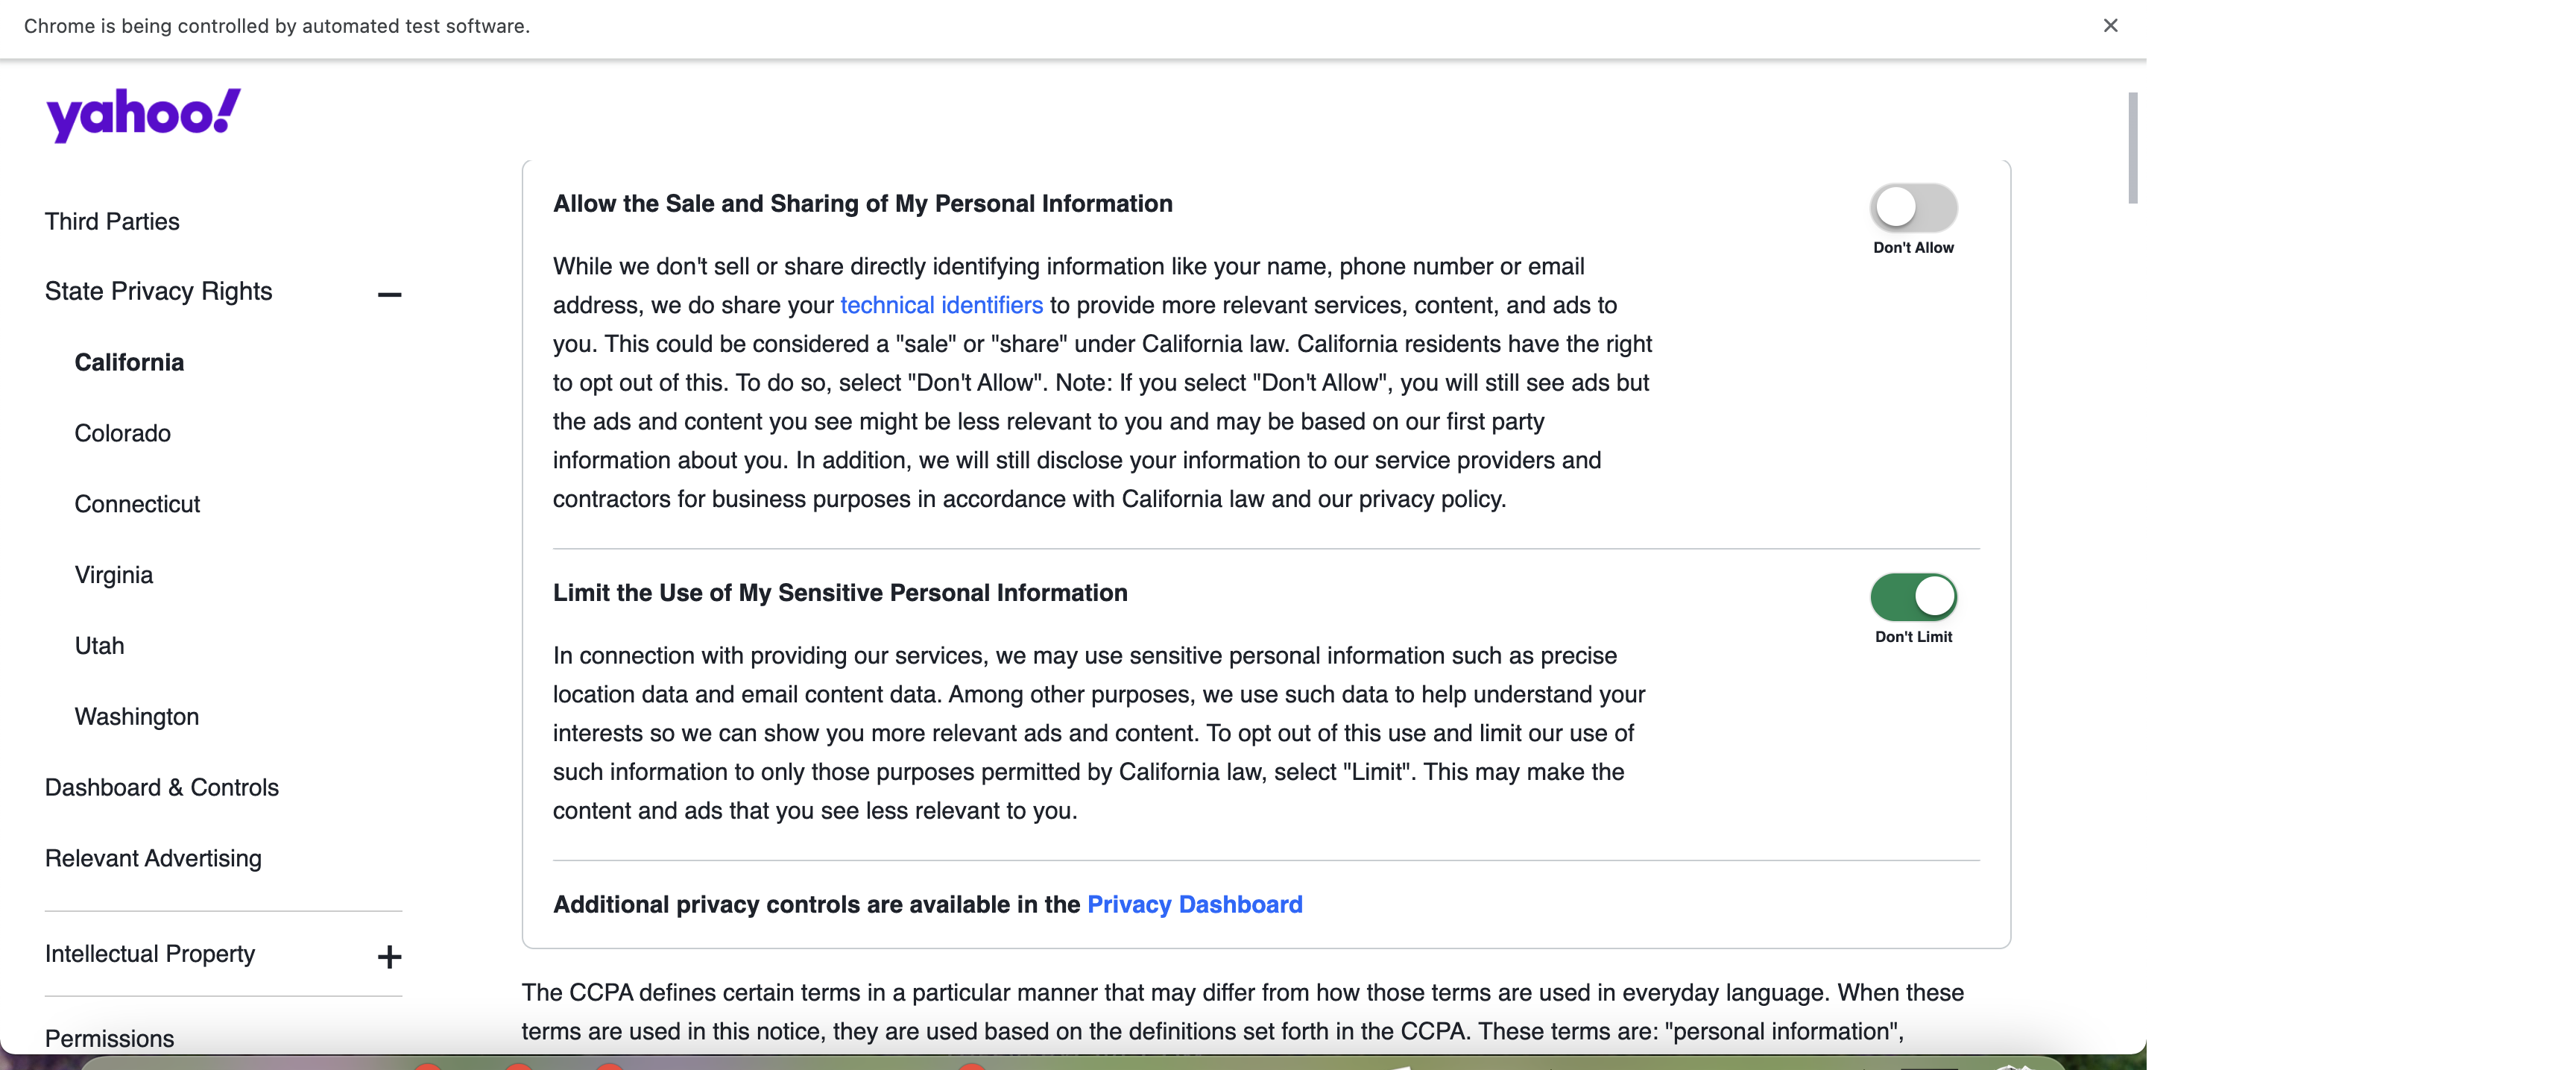 Chrome is being controlled by automated test software.
yahoo!
Third Parties
State Privacy Rights
California
Colorado
Connecticut
Virginia
Utah
Washington
Dashboard & Controls
Relevant Advertising
Intellectual Property
Permissions
Allow the Sale and Sharing of My Personal Information
Don't Allow
While we don't sell or share directly identifying information like your name, phone number or email
address, we do share your technical identifiers to provide more relevant services, content, and ads to
you. This could be considered a "sale" or "share" under California law. California residents have the right
to opt out of this. To do so, select "Don't Allow". Note: If you select "Don't Allow", you will still see ads but
the ads and content you see might be less relevant to you and may be based on our first party
information about you. In addition, we will still disclose your information to our service providers and
contractors for business purposes in accordance with California law and our privacy policy.
Limit the Use of My Sensitive Personal Information
Don't Limit
In connection with providing our services, we may use sensitive personal information such as precise
location data and email content data. Among other purposes, we use such data to help understand your
interests so we can show you more relevant ads and content. To opt out of this use and limit our use of
such information to only those purposes permitted by California law, select "Limit". This may make the
content and ads that you see less relevant to you.
Additional privacy controls are available in the Privacy Dashboard
The CCPA defines certain terms in a particular manner that may differ from how those terms are used in everyday language. When these
terms are used in this notice, they are used based on the definitions set forth in the CCPA. These terms are: "personal information",